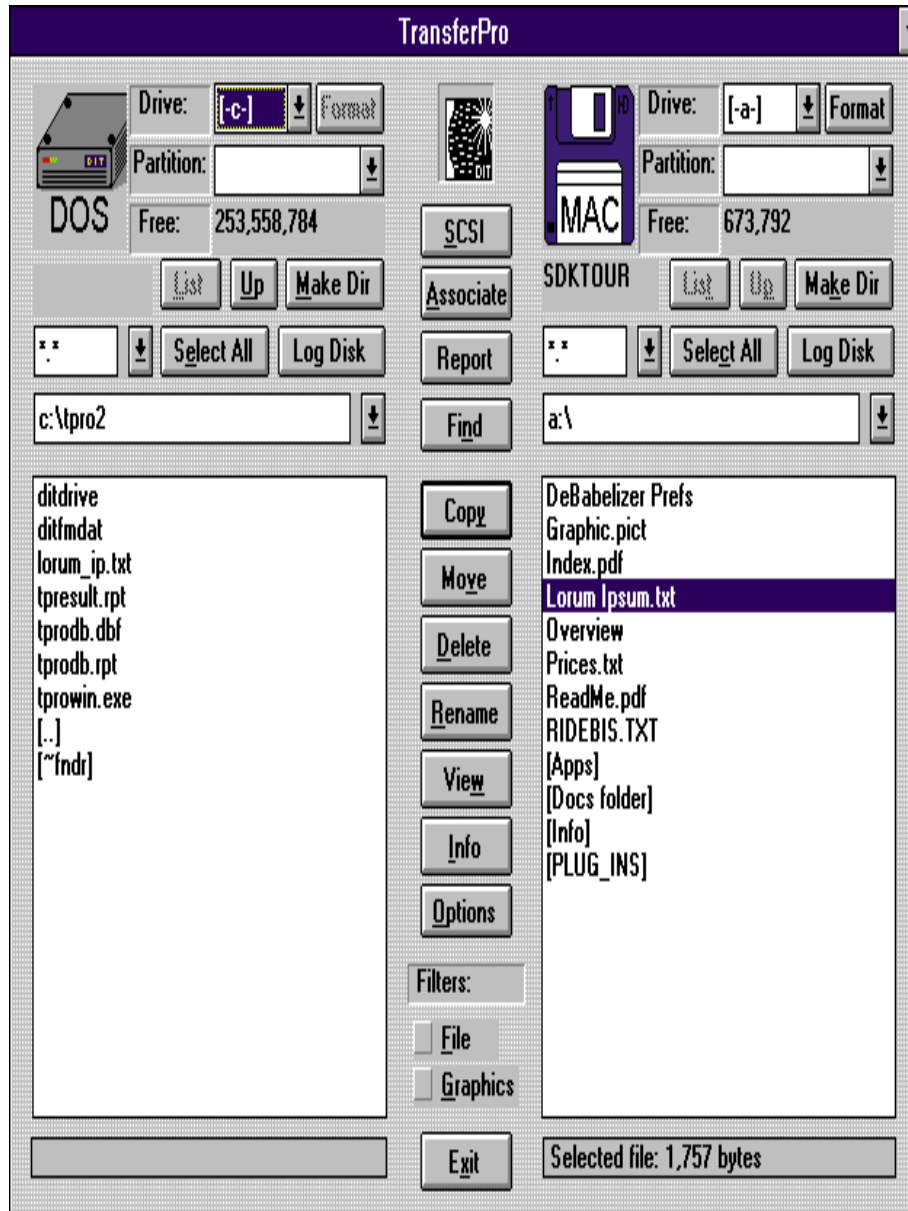 TransferPro
DIT
DOS
Drive:
[-c-]
Format
Partition:
Free:
253,558,784
List
Up
Make Dir
*.*
Select All
Log Disk
c:\tpro2
ditdrive
ditfmdat
lorum_ip.txt
tpresult.rpt
tprodb.dbf
tprodb.rpt
tprowin.exe
[..]
[~fndr]
DIT
SCSI
Associate
Report
Find
Copy
Move
Delete
Rename
View
Info
Options
Filters:
File
Graphics
Exit
HD
MAC
Drive:
[-a-]
Format
Partition:
Free:
673,792
SDKTOUR
List
Up
Make Dir
*.*
Select All
Log Disk
a:\
DeBabelizer Prefs
Graphic.pict
Index.pdf
Lorum Ipsum.txt
Overview
Prices.txt
ReadMe.pdf
RIDEBIS.TXT
[Apps]
[Docs folder]
[Info]
[PLUG_INS]
Selected file: 1,757 bytes